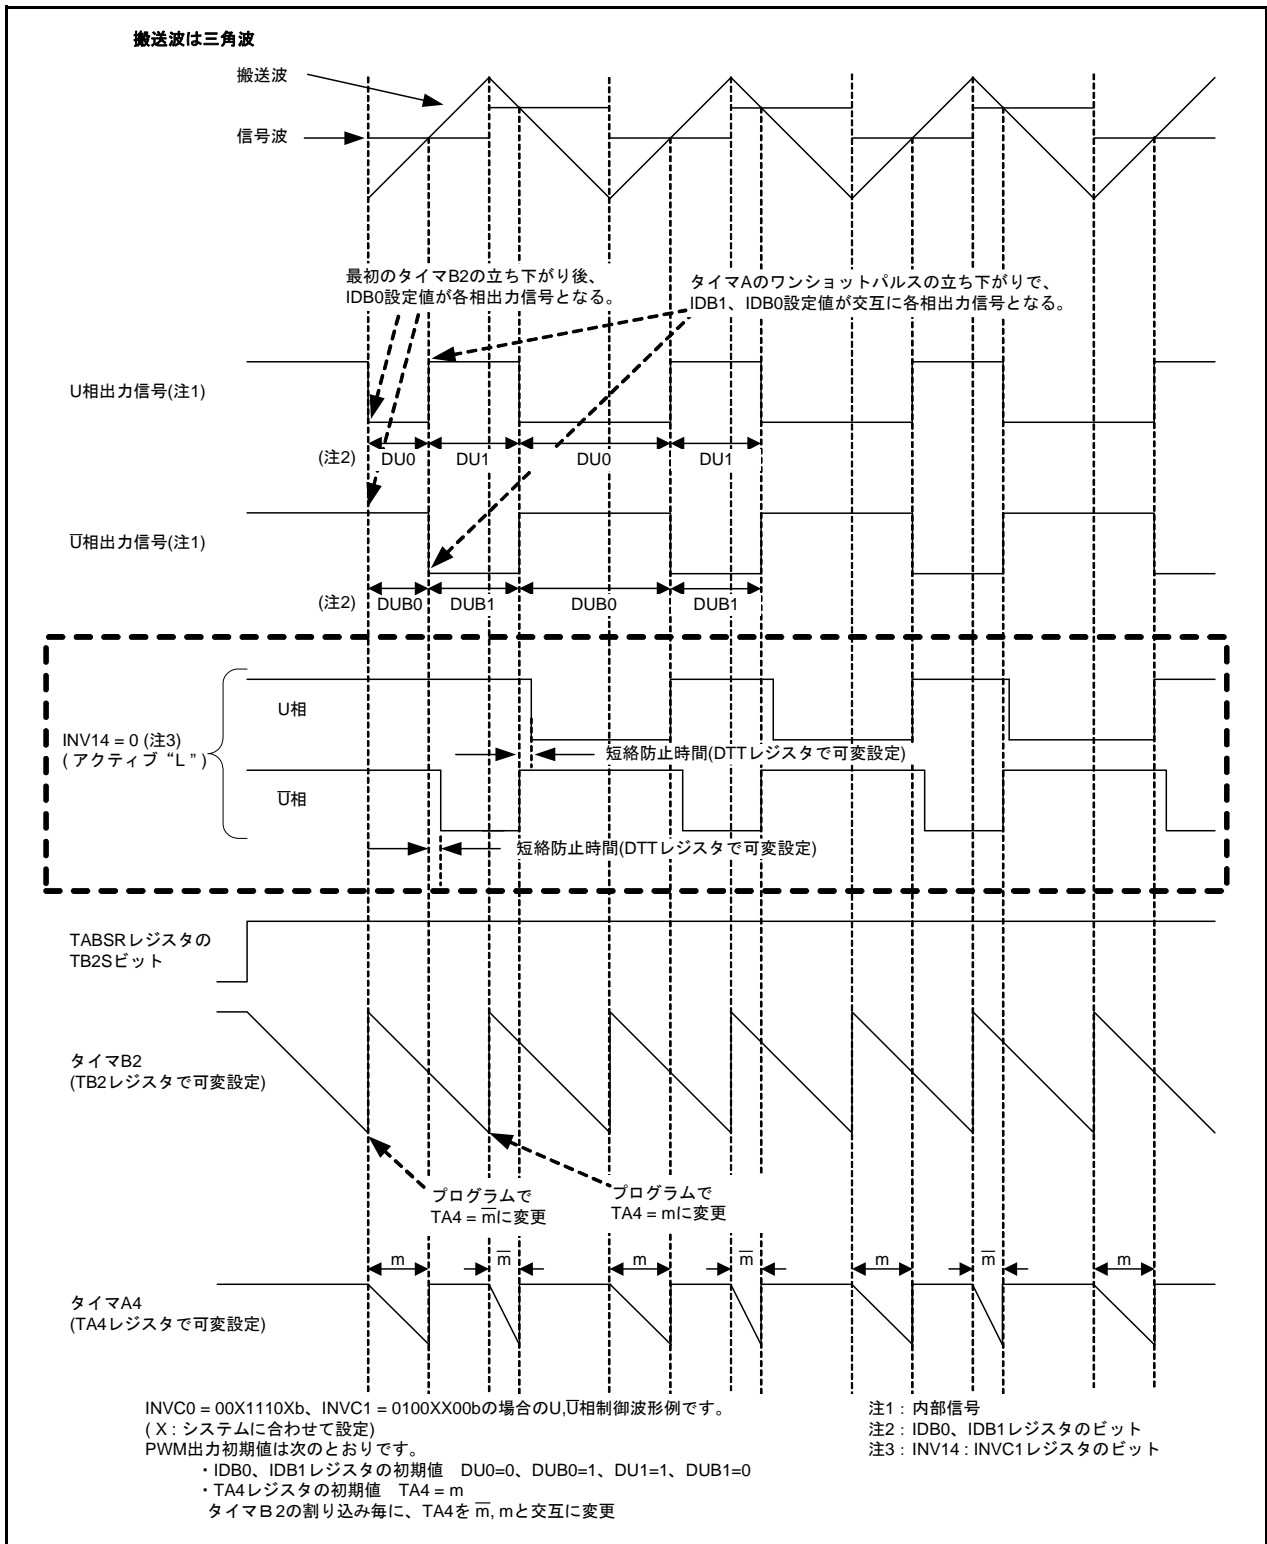 搬送波は三角波
搬送波
信号波
最初のタイマB2の立ち下がり後、
IDB0設定値が各相出力信号となる。
タイマAのワンショットパルスの立ち下がりで、
IDB1、IDB0設定値が交互に各相出力信号となる。
U相出力信号(注1)
(注2) DU0 DU1 DU0 DU1
U̅相出力信号(注1)
(注2) DUB0 DUB1 DUB0 DUB1
INV14 = 0 (注3)
( アクティブ“L ” )
U相
短絡防止時間(DTTレジスタで可変設定)
U̅相
短絡防止時間(DTTレジスタで可変設定)
TABSRレジスタの
TB2Sビット
タイマB2
(TB2レジスタで可変設定)
プログラムで
TA4 = m̅に変更
プログラムで
TA4 = mに変更
m m̅ m m̅ m m̅ m
タイマA4
(TA4レジスタで可変設定)
INVC0 = 00X1110Xb、INVC1 = 0100XX00bの場合のU,U̅相制御波形例です。
( X : システムに合わせて設定)
PWM出力初期値は次のとおりです。
・IDB0、IDB1レジスタの初期値 DU0=0、DUB0=1、DU1=1、DUB1=0
・TA4レジスタの初期値 TA4 = m
タイマB2の割り込み毎に、TA4を m̅, mと交互に変更
注1 : 内部信号
注2 : IDB0、IDB1レジスタのビット
注3 : INV14 : INVC1レジスタのビット